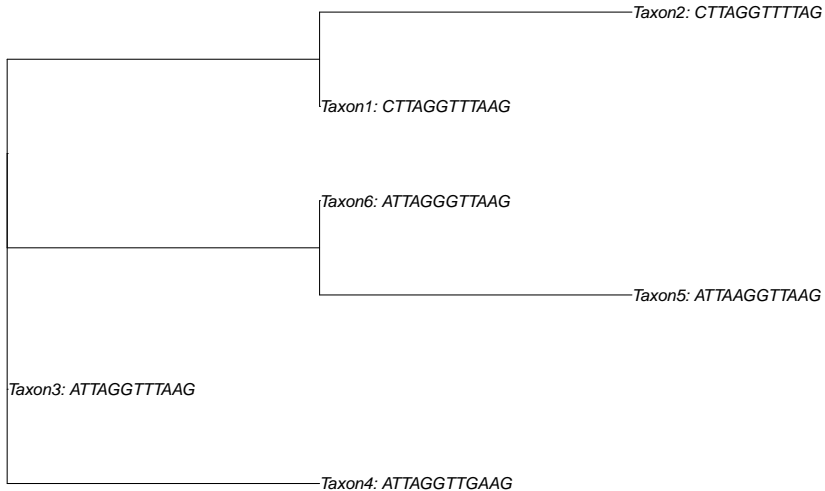 Taxon2: CTTAGGTTTTAG
Taxon1: CTTAGGTTTAAG
Taxon6: ATTAGGGTTAAG
Taxon5: ATTAAGGTTAAG
Taxon3: ATTAGGTTTAAG
Taxon4: ATTAGGTTGAAG